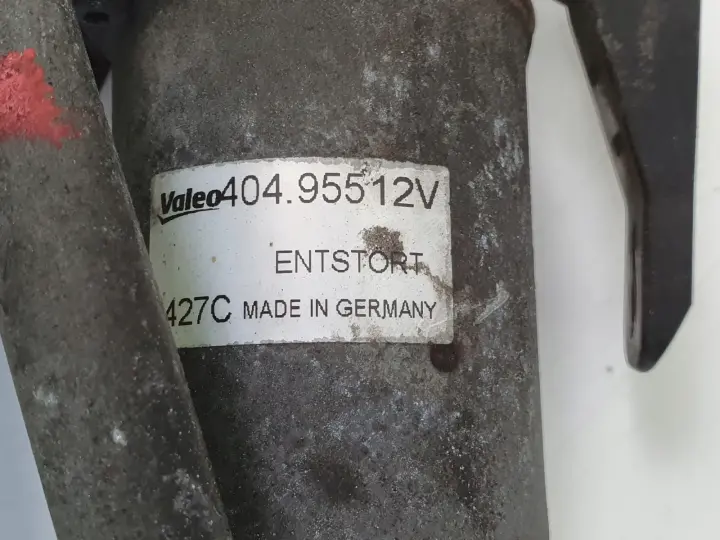 Valeo 404.955 12V
ENTSTORT
427C MADE IN GERMANY